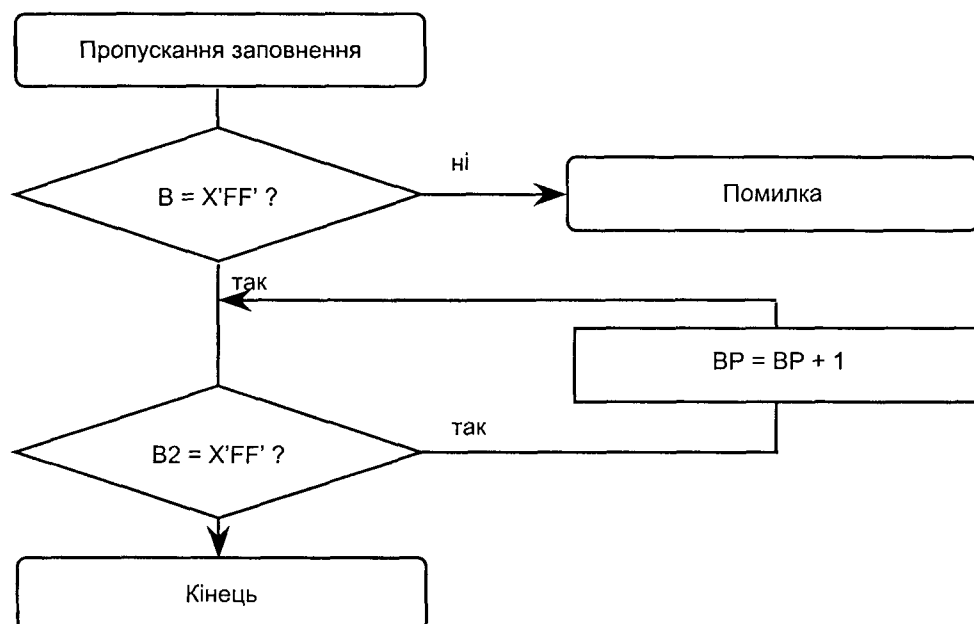 Пропускання заповнення
B = X’FF’ ?
ні
Помилка
так
BP = BP + 1
B2 = X’FF’ ?
так
Кінець